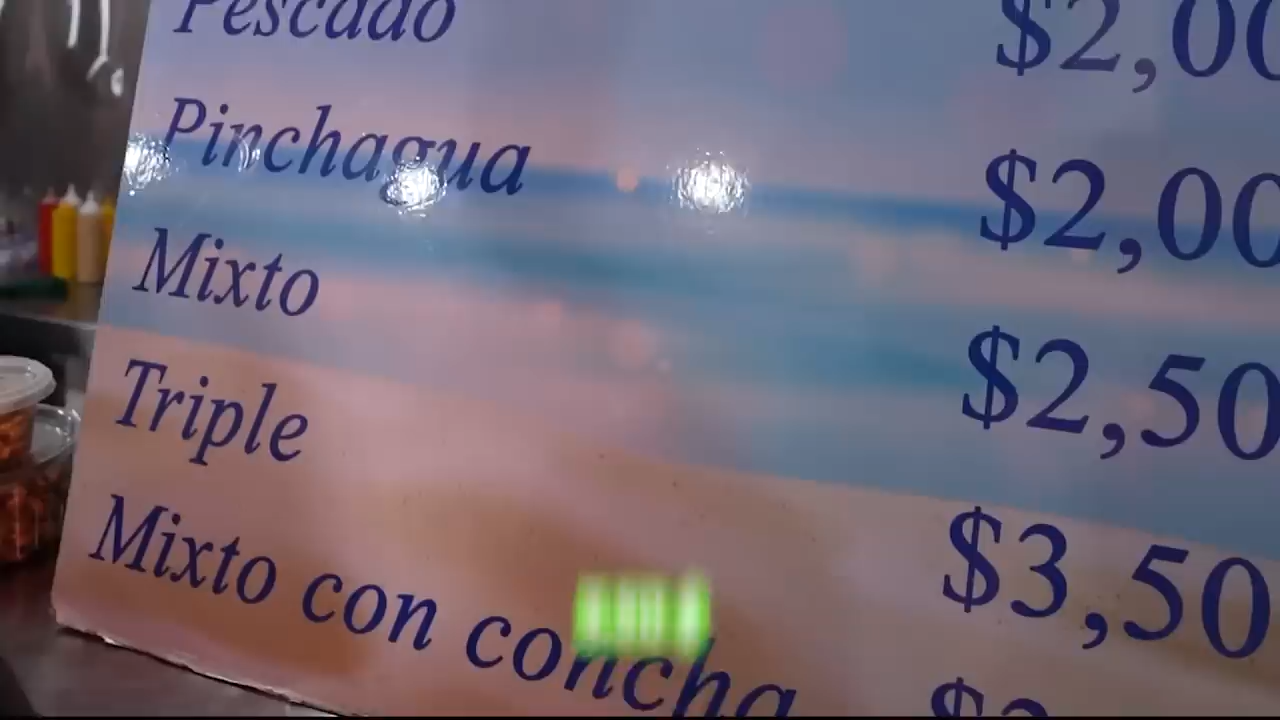 Pescado $2,00
Pinchagua $2,00
Mixto $2,50
Triple $3,50
Mixto con concha